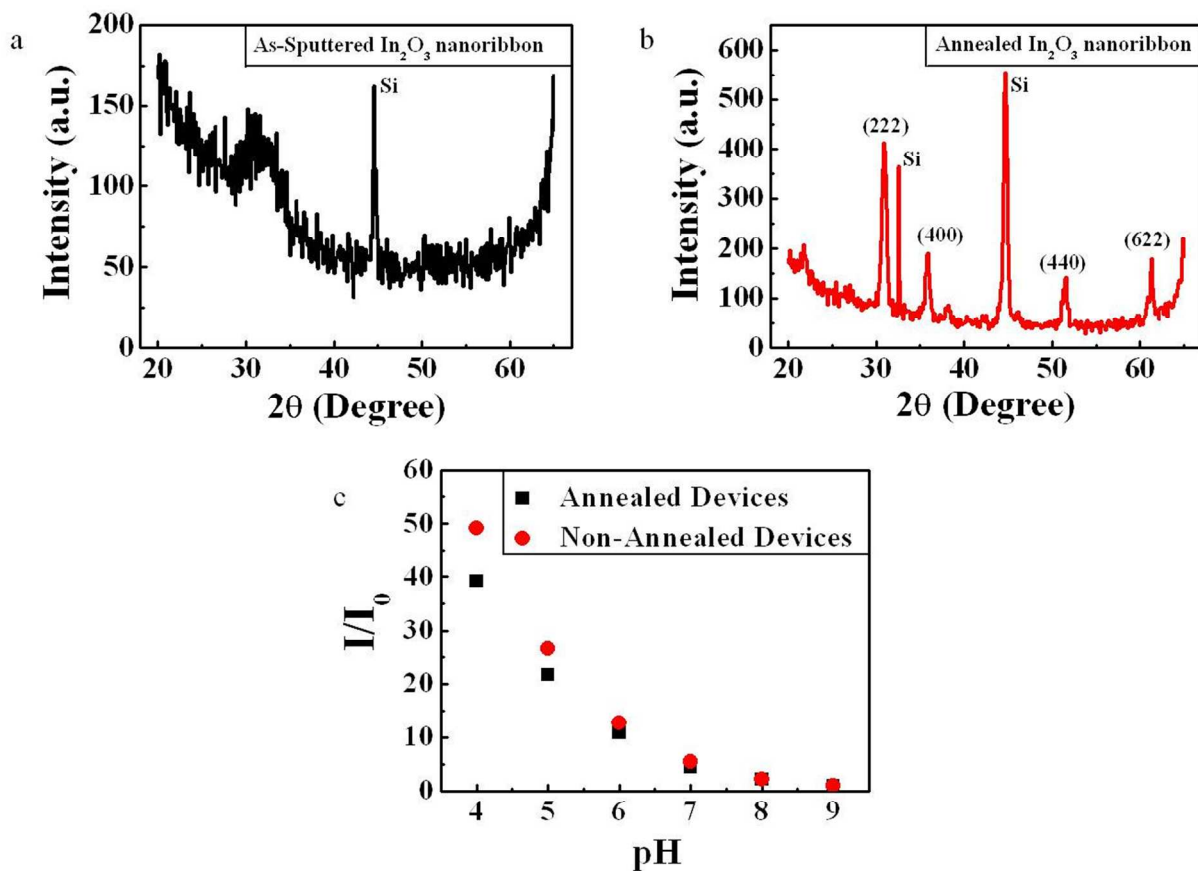 a
As-Sputtered In₂O₃ nanoribbon
Si
Intensity (a.u.)
200
150
100
50
0
20 30 40 50 60
2θ (Degree)
b
Annealed In₂O₃ nanoribbon
Si
(222)
Si
(400)
(440)
(622)
Intensity (a.u.)
600
500
400
300
200
100
0
20 30 40 50 60
2θ (Degree)
c
Annealed Devices
Non-Annealed Devices
I/I₀
60
50
40
30
20
10
0
4 5 6 7 8 9
pH